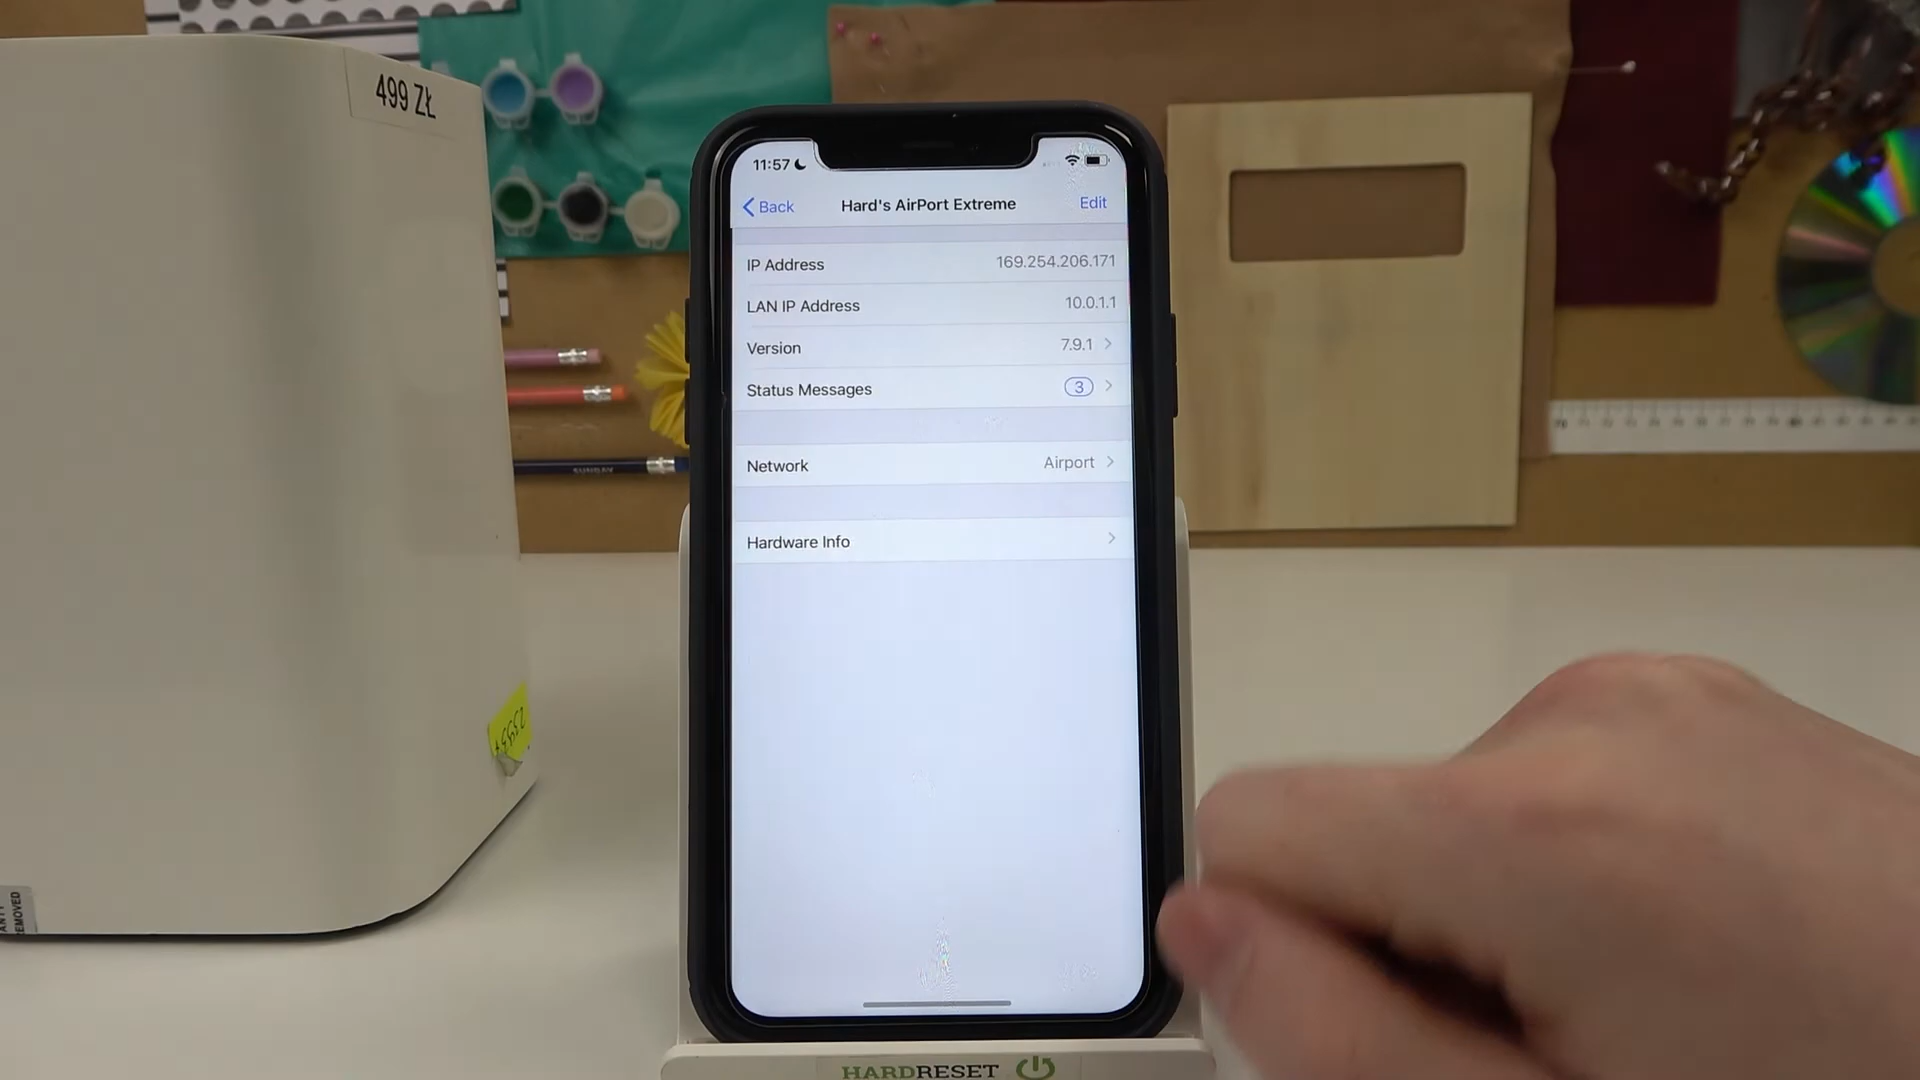 499 ZŁ
11:57
Back
Hard's AirPort Extreme
Edit
IP Address 169.254.206.171
LAN IP Address 10.0.1.1
Version 7.9.1
Status Messages 3
Network Airport
Hardware Info
HARDRESET
EMOVED